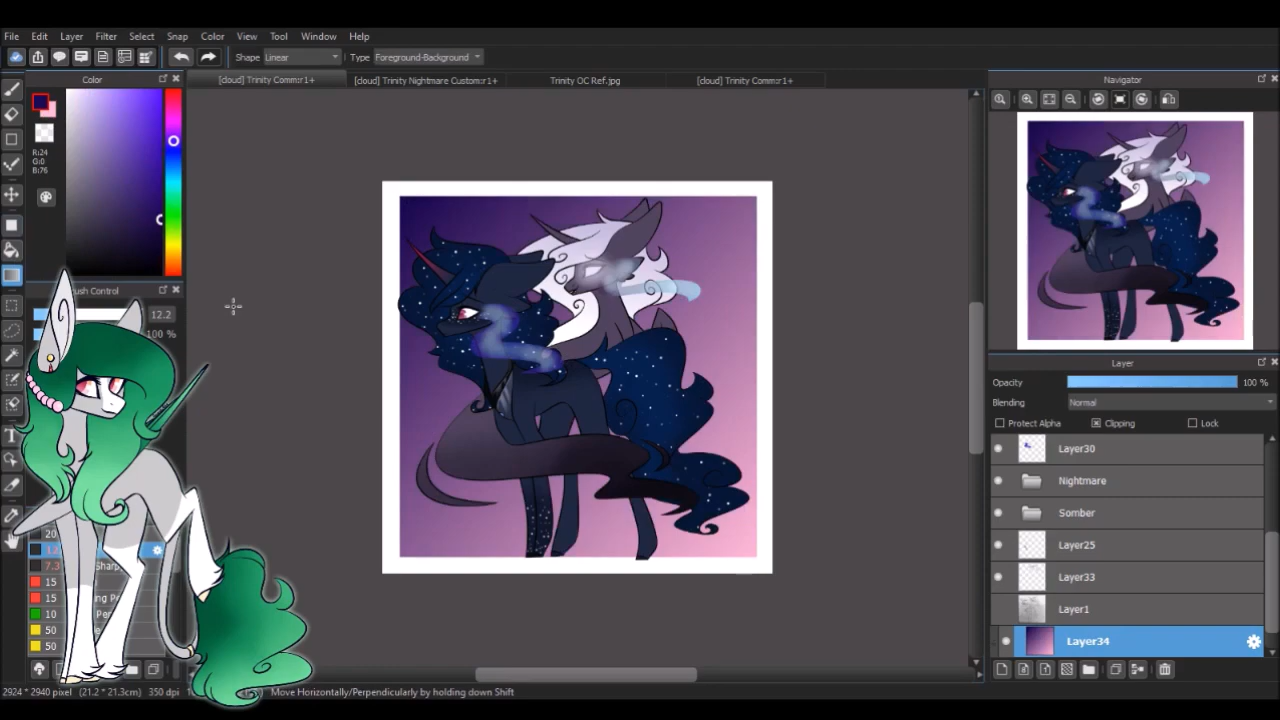 File Edit Layer Filter Select Snap Color View Tool Window Help
Shape Linear Type Foreground-Background
Color
[cloud] Trinity Comm:r1+ [cloud] Trinity Nightmare Custom:r1+ Trinity OC Ref.jpg [cloud] Trinity Comm:r1+
Navigator
R:24
G:0
B:76
Control
12.2
100 %
Layer
Opacity 100 %
Blending Normal
Protect Alpha Clipping Lock
Layer30
Nightmare
Somber
Layer25
Layer33
Layer1
Layer34
20
12
7.3
15
15
10
50
50
2924 * 2940 pixel (21.2 * 21.3cm) 350 dpi Move Horizontally/Perpendicularly by holding down Shift